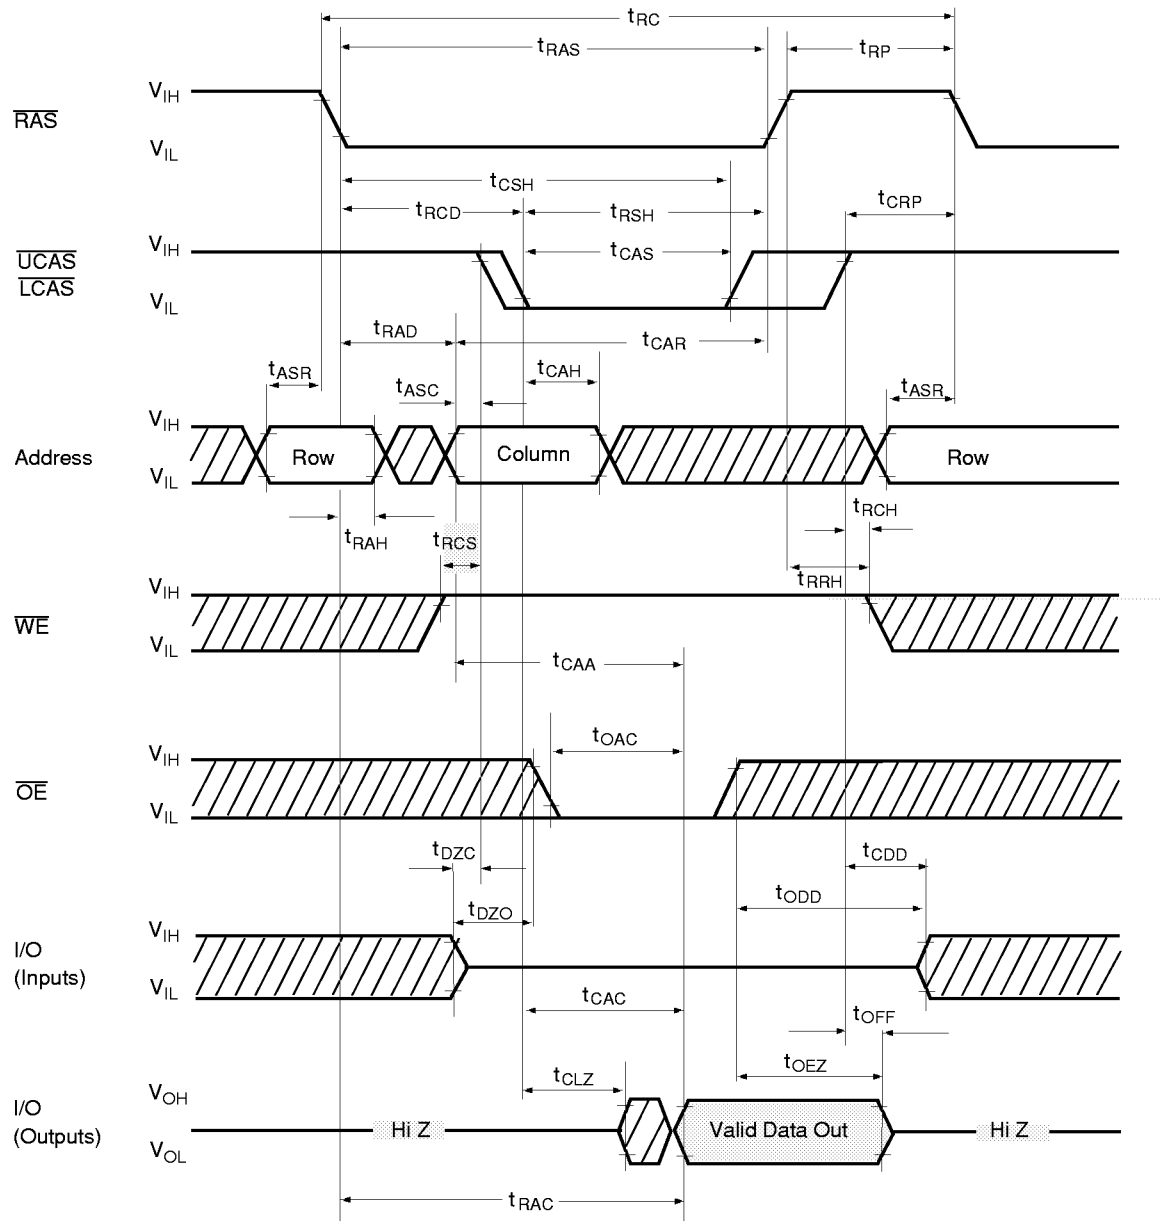 tRC
tRAS
tRP
RAS
VIH
VIL
tCSH
tRCD
tRSH
tCRP
UCAS
LCAS
VIH
VIL
tCAS
tRAD
tCAR
tASR
tASC
tCAH
tASR
Address
VIH
VIL
Row
Column
Row
tRAH
tRCS
tRCH
tRRH
WE
VIH
VIL
tCAA
tOAC
OE
VIH
VIL
tDZC
tCDD
tDZO
tODD
I/O
(Inputs)
VIH
VIL
tCAC
tOFF
tCLZ
tOEZ
I/O
(Outputs)
VOH
VOL
Hi Z
Valid Data Out
Hi Z
tRAC